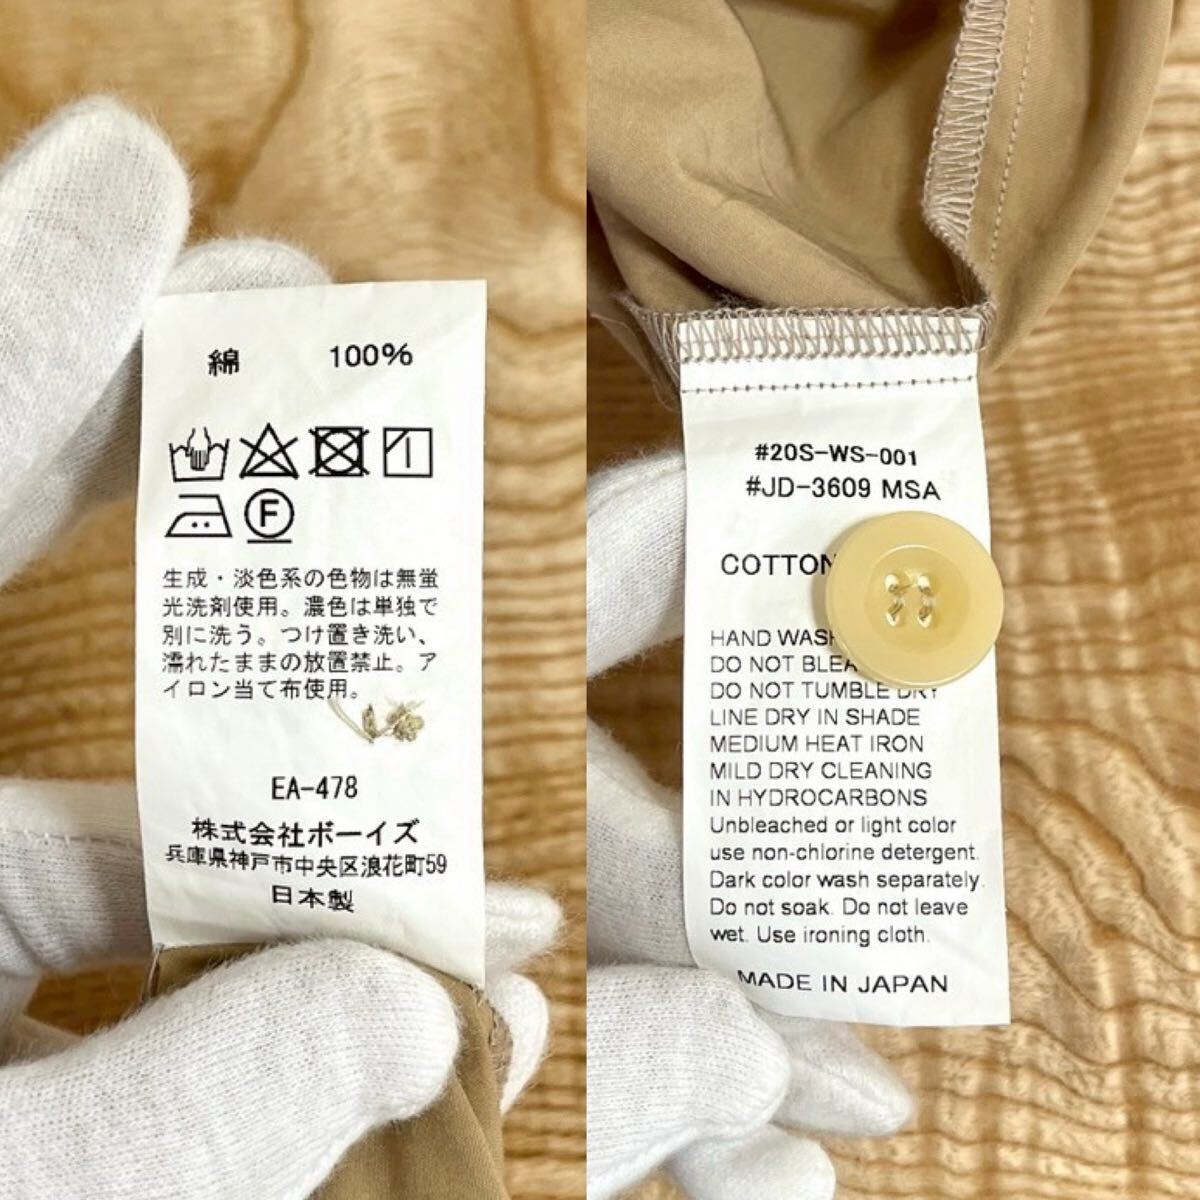 綿 100%
F
生成・淡色系の色物は無蛍
光洗剤使用。濃色は単独で
別に洗う。つけ置き洗い、
濡れたままの放置禁止。ア
イロン当て布使用。
EA-478
株式会社ボーイズ
兵庫県神戸市中央区浪花町59
日本製
#20S-WS-001
#JD-3609 MSA
COTTON
HAND WASH
DO NOT
DO NOT TUMBLE DRY
LINE DRY IN SHADE
MEDIUM HEAT IRON
MILD DRY CLEANING
IN HYDROCARBONS
Unbleached or light color
use non-chlorine detergent.
Dark color wash separately.
Do not soak. Do not leave
wet. Use ironing cloth.
MADE IN JAPAN